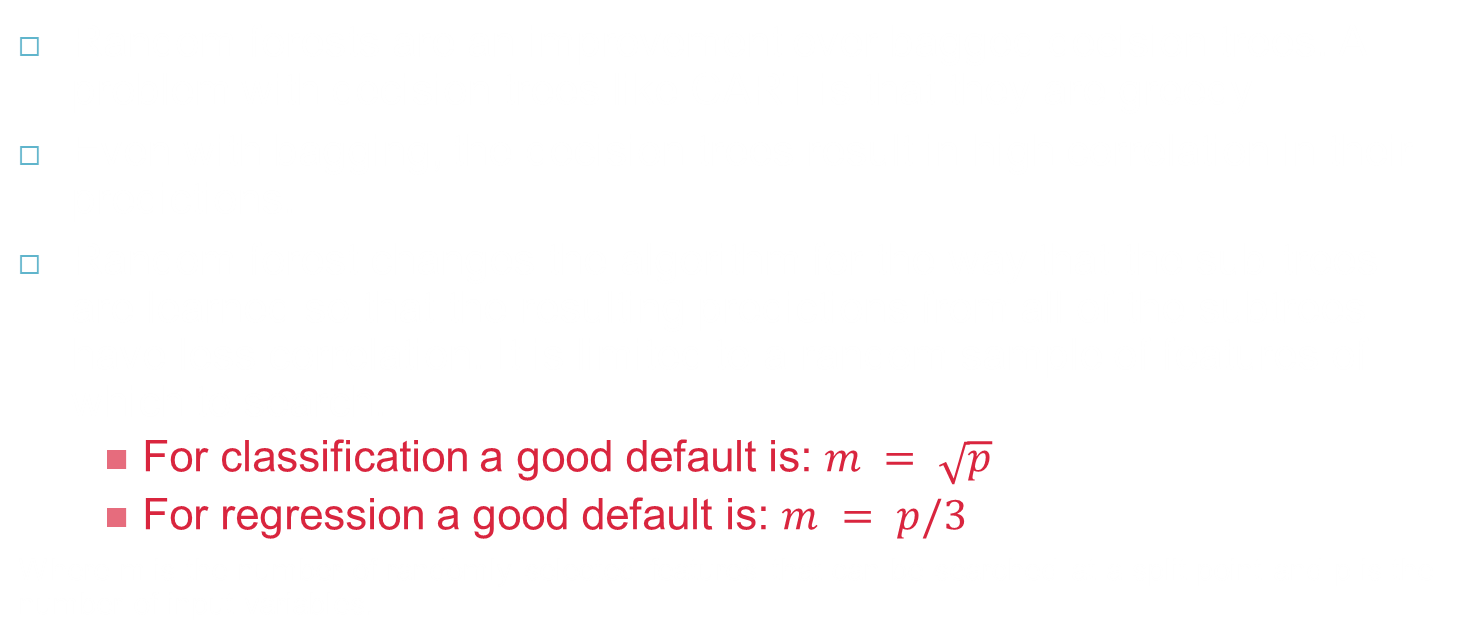 For classification a good default is: 𝑚 = √𝑝
For regression a good default is: 𝑚 = 𝑝/3